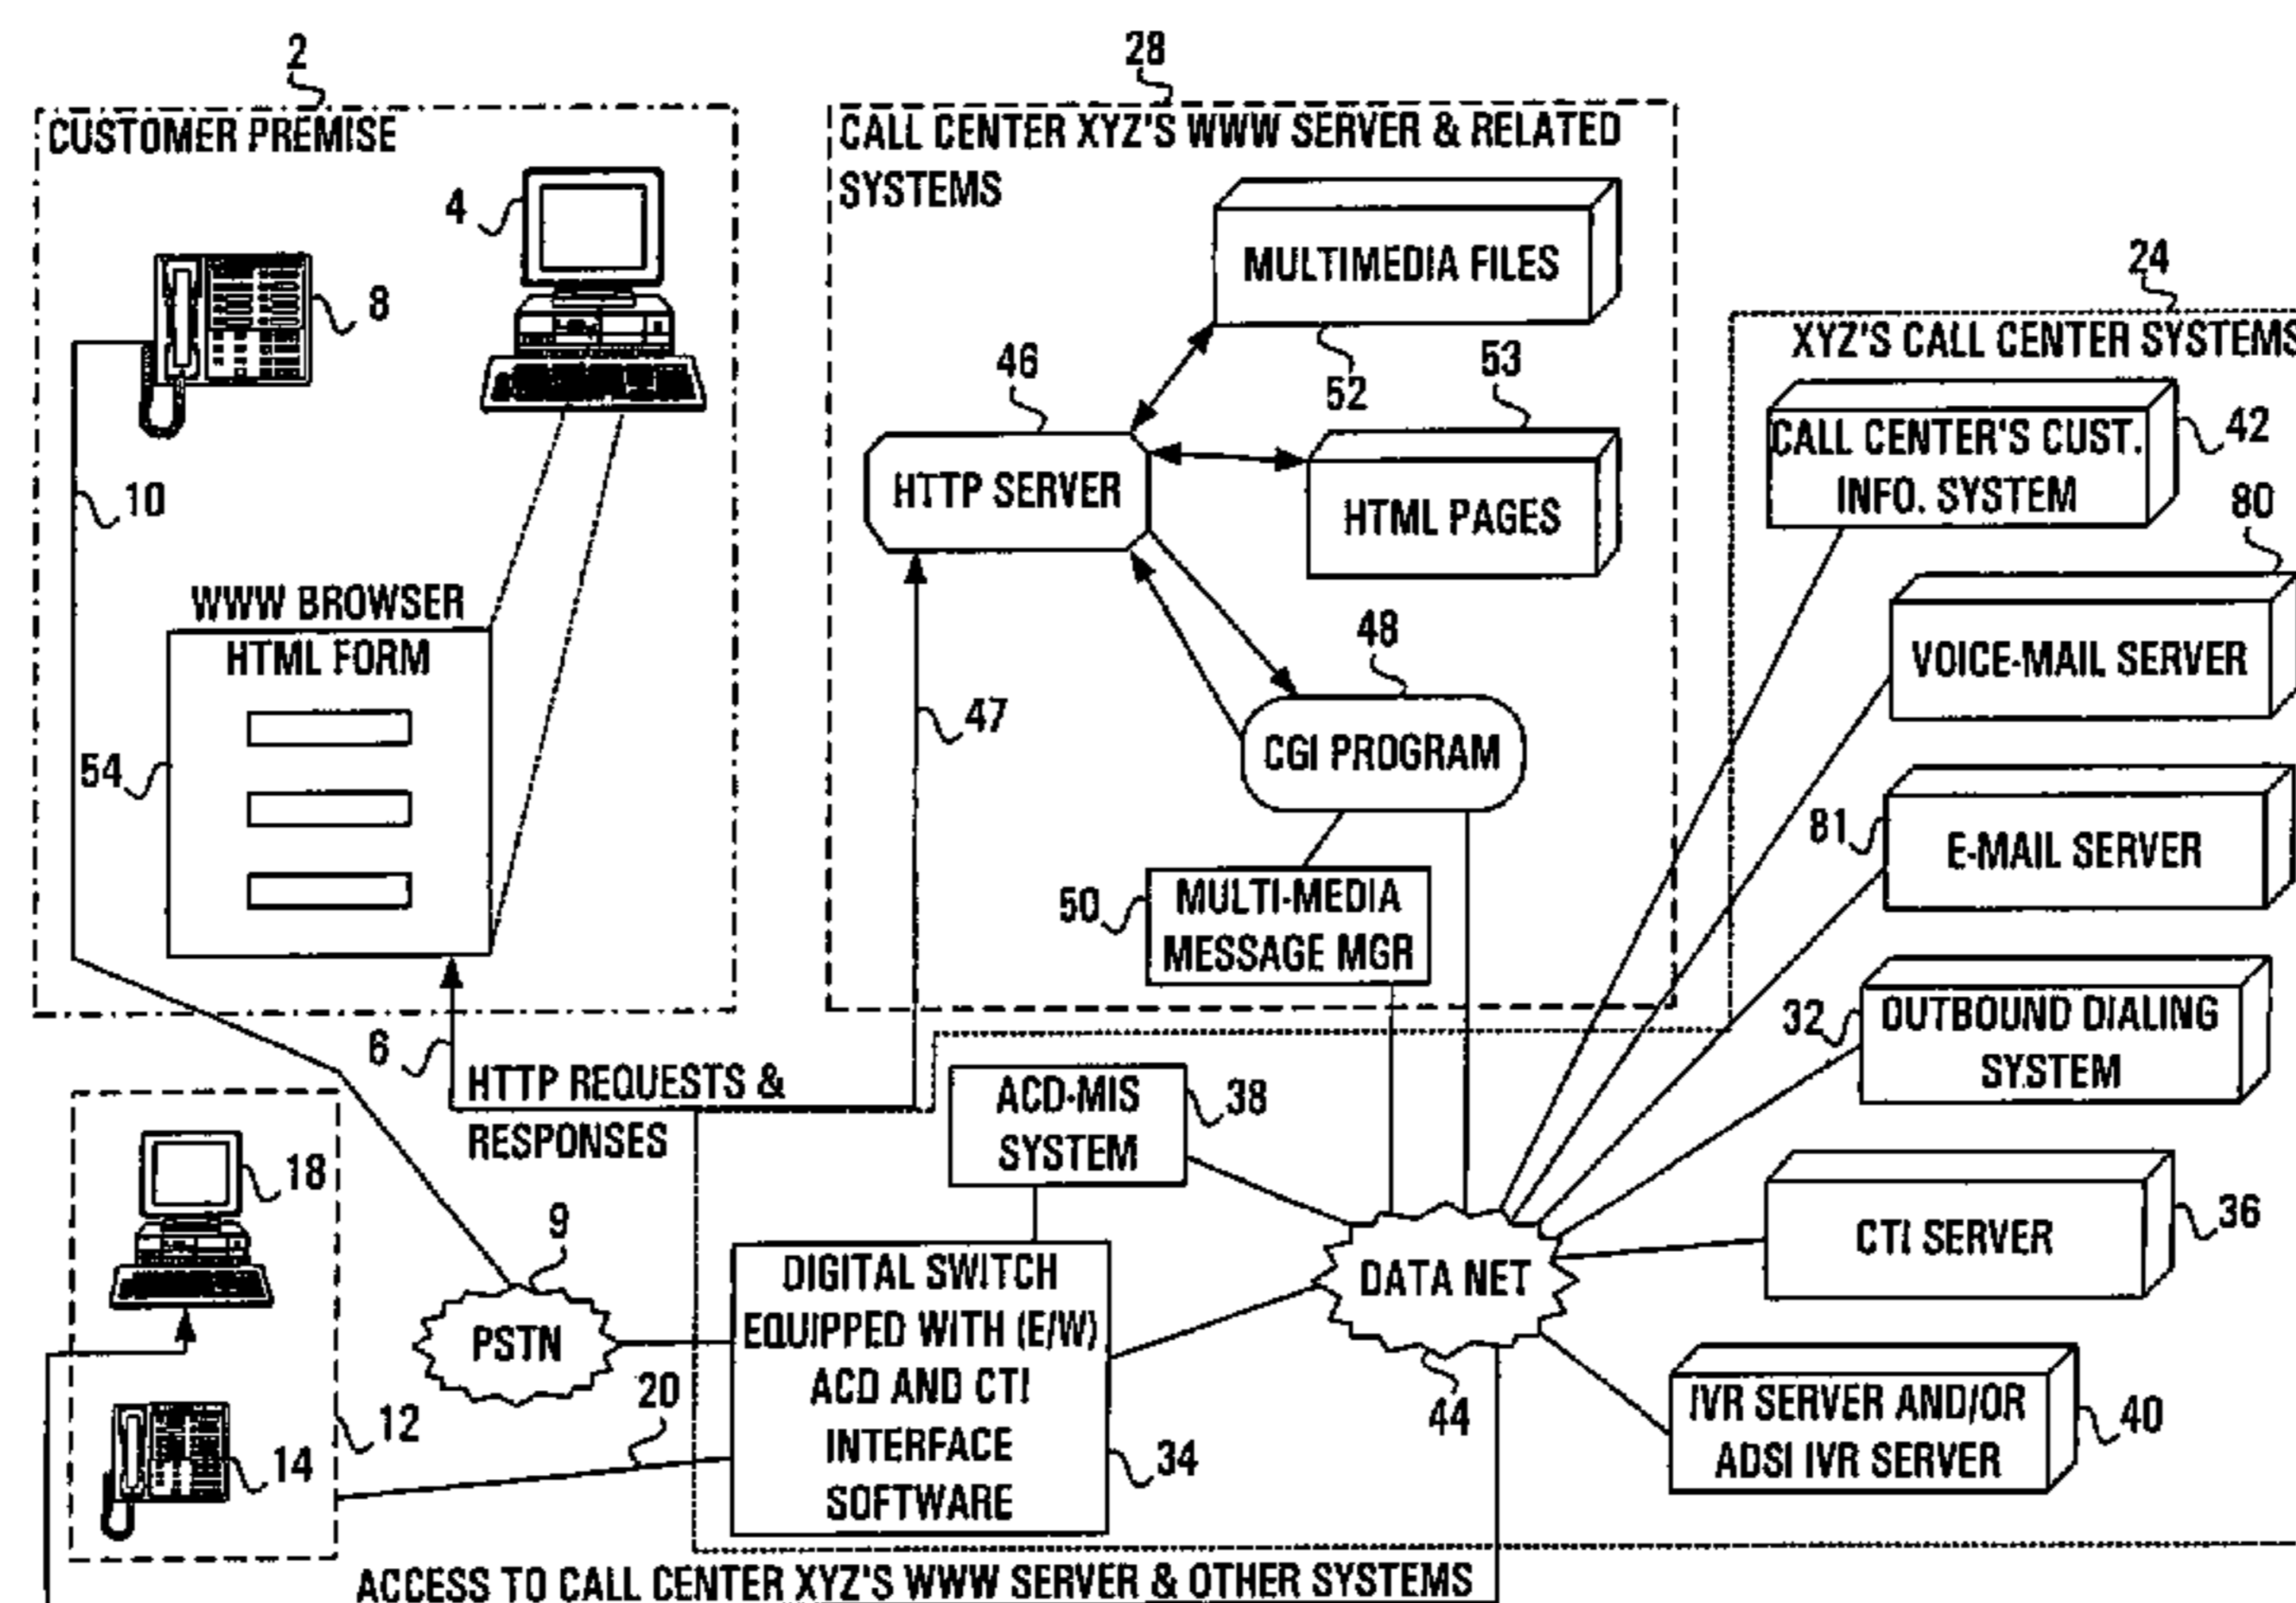 2
CUSTOMER PREMISE
4
8
10
WWW BROWSER
HTML FORM
54
6
HTTP REQUESTS &
RESPONSES
28
CALL CENTER XYZ'S WWW SERVER & RELATED
SYSTEMS
MULTIMEDIA FILES
52
46
53
HTTP SERVER
HTML PAGES
47
48
CGI PROGRAM
50
MULTI-MEDIA
MESSAGE MGR
24
XYZ'S CALL CENTER SYSTEMS
CALL CENTER'S CUST.
INFO. SYSTEM
42
80
VOICE-MAIL SERVER
81
E-MAIL SERVER
32
OUTBOUND DIALING
SYSTEM
CTI SERVER
36
IVR SERVER AND/OR
ADSI IVR SERVER
40
ACD-MIS
SYSTEM
38
DATA NET
44
18
14
12
9
PSTN
20
DIGITAL SWITCH
EQUIPPED WITH (E/W)
ACD AND CTI
INTERFACE
SOFTWARE
34
ACCESS TO CALL CENTER XYZ'S WWW SERVER & OTHER SYSTEMS